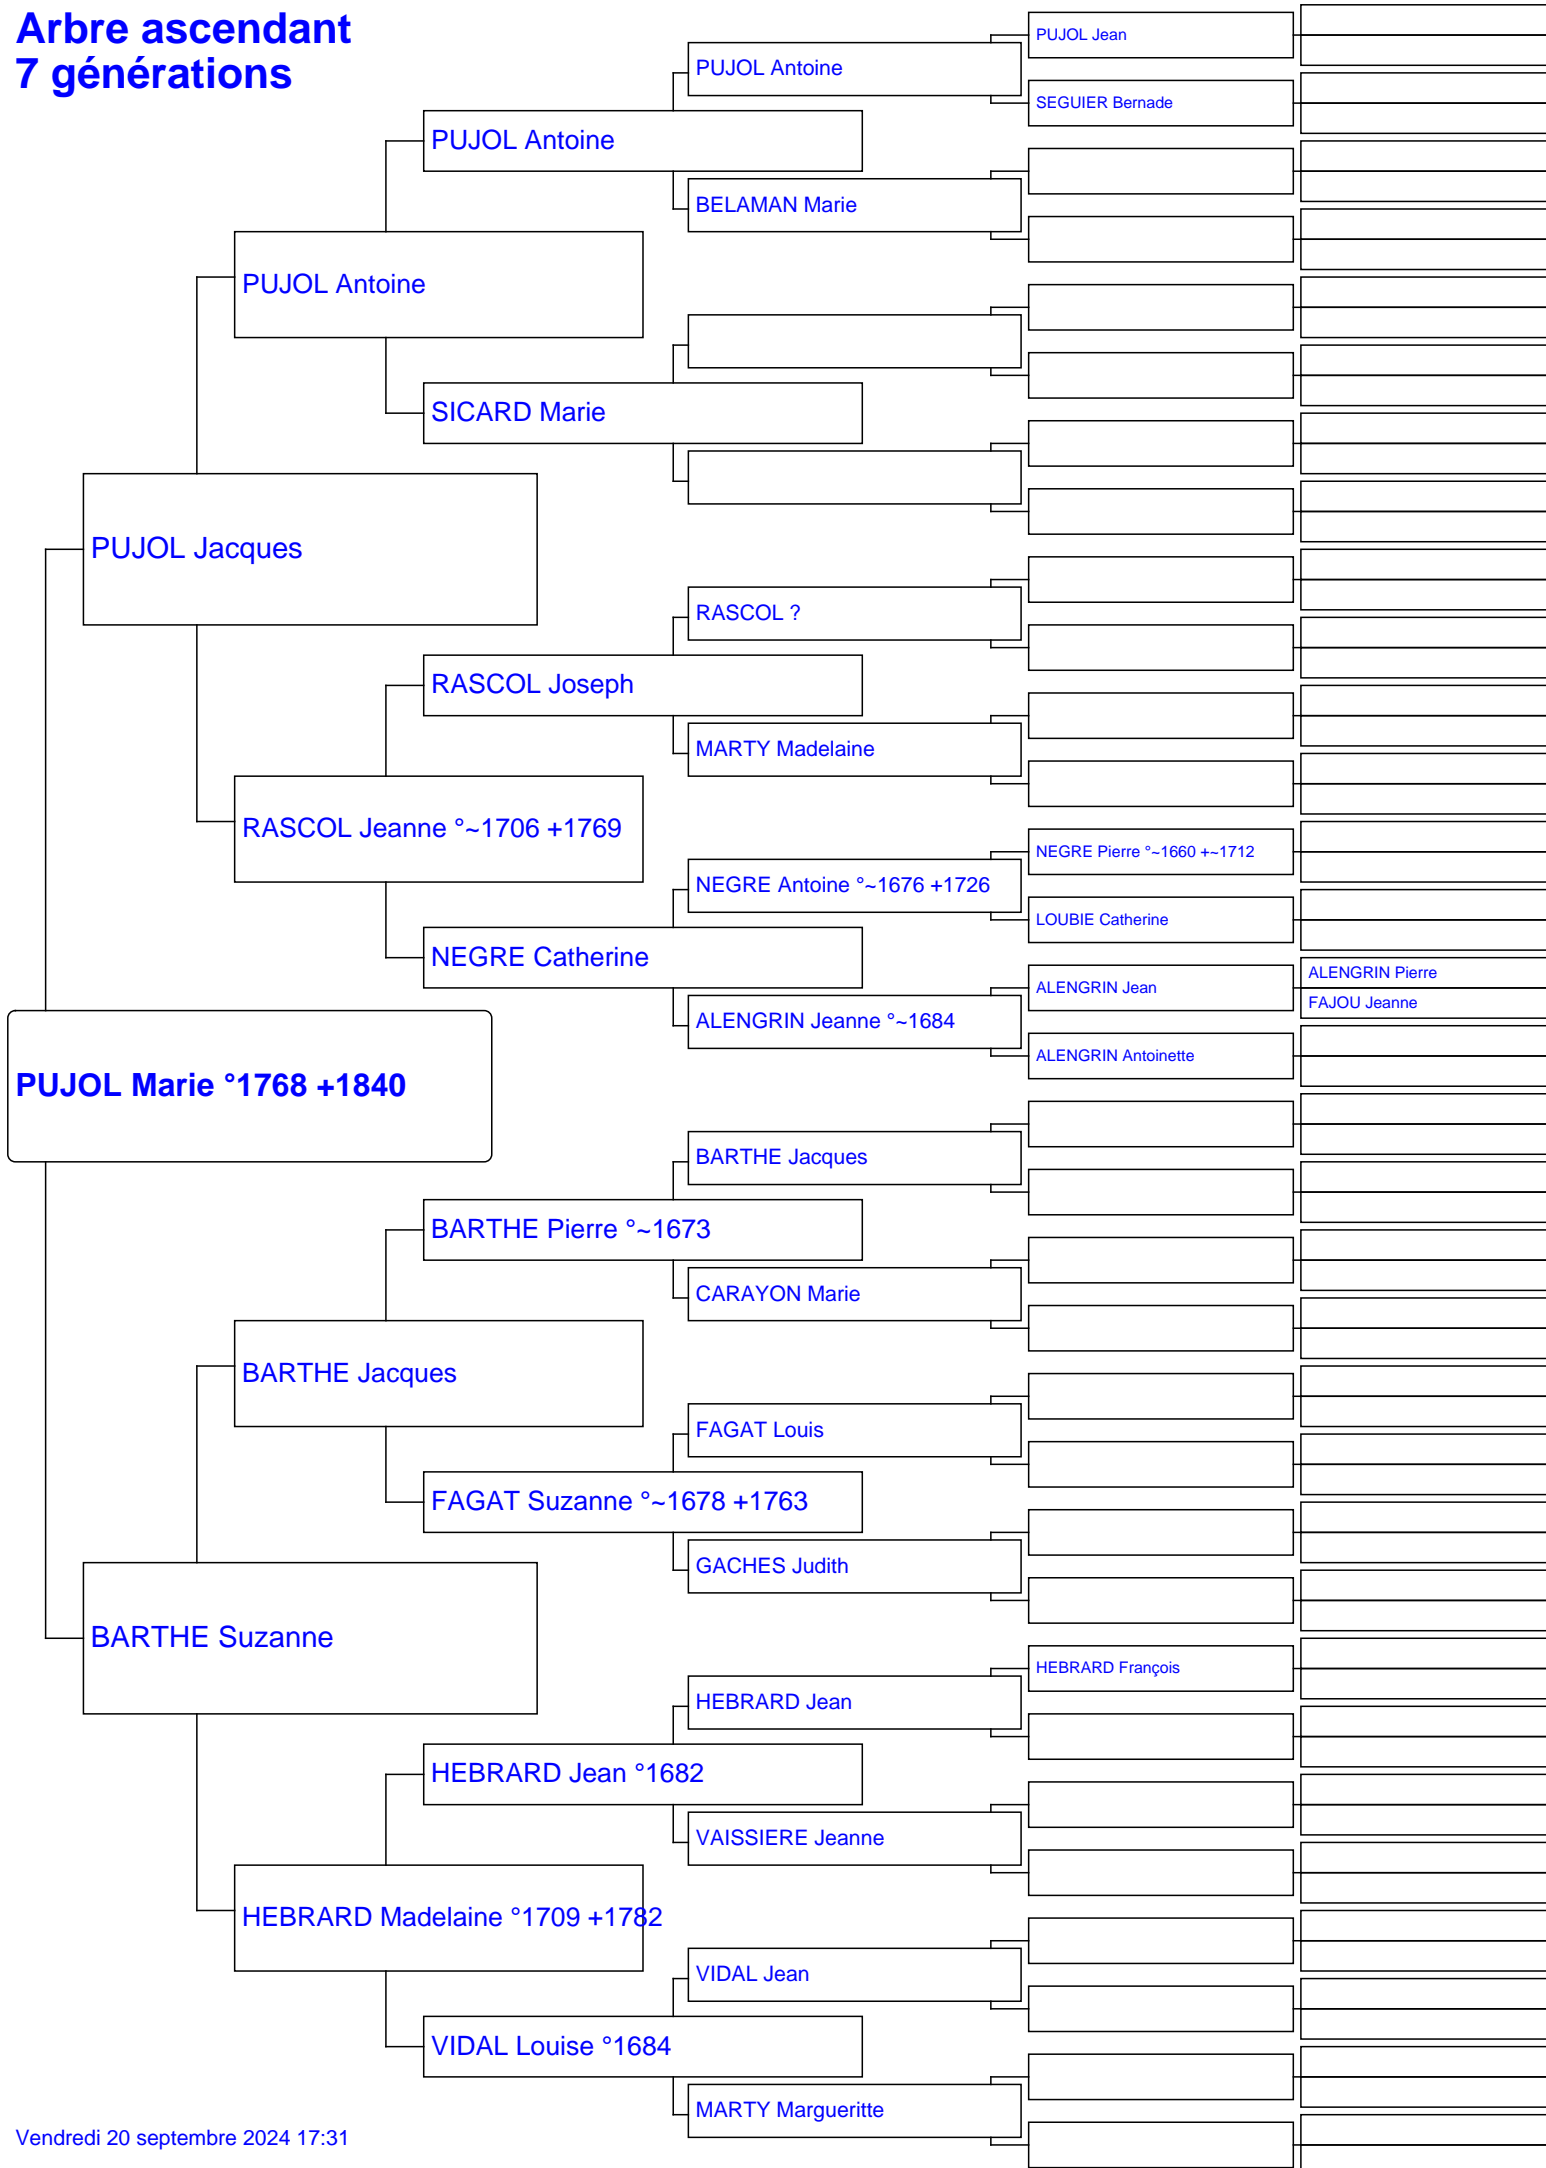 Arbre ascendant
7 générations
PUJOL Jean
PUJOL Antoine
SEGUIER Bernade
PUJOL Antoine
BELAMAN Marie
PUJOL Antoine
SICARD Marie
PUJOL Jacques
RASCOL ?
RASCOL Joseph
MARTY Madelaine
RASCOL Jeanne °~1706 +1769
NEGRE Pierre °~1660 +~1712
NEGRE Antoine °~1676 +1726
LOUBIE Catherine
NEGRE Catherine
ALENGRIN Pierre
ALENGRIN Jean
FAJOU Jeanne
ALENGRIN Jeanne °~1684
ALENGRIN Antoinette
PUJOL Marie °1768 +1840
BARTHE Jacques
BARTHE Pierre °~1673
CARAYON Marie
BARTHE Jacques
FAGAT Louis
FAGAT Suzanne °~1678 +1763
GACHES Judith
BARTHE Suzanne
HEBRARD François
HEBRARD Jean
HEBRARD Jean °1682
VAISSIERE Jeanne
HEBRARD Madelaine °1709 +1782
VIDAL Jean
VIDAL Louise °1684
MARTY Margueritte
Vendredi 20 septembre 2024 17:31